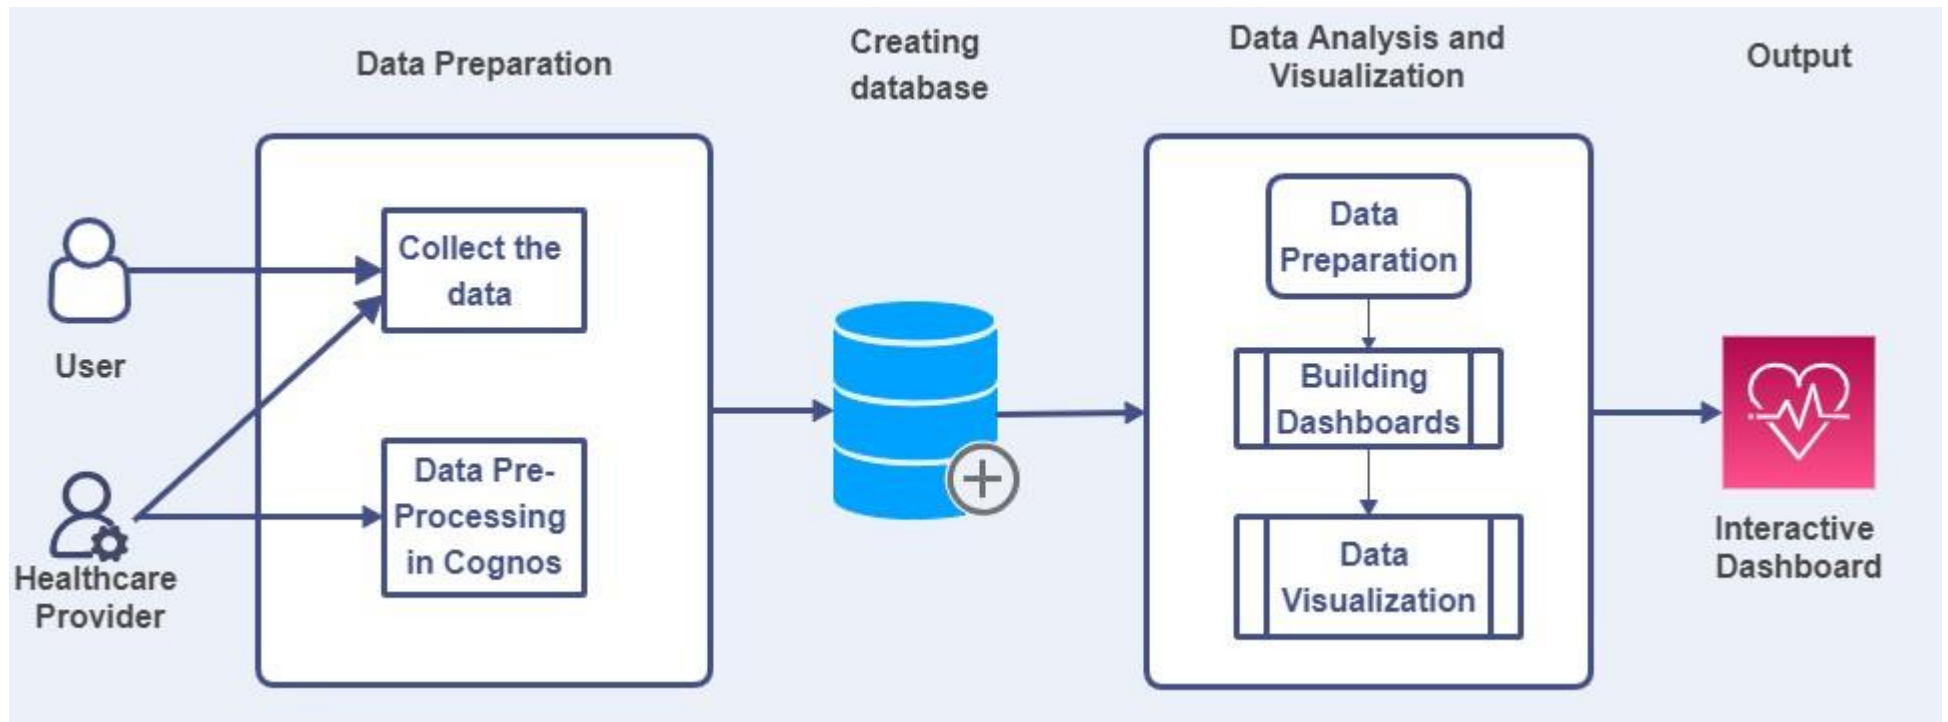 Data Preparation
Creating
database
Data Analysis and
Visualization
Output
User
Healthcare
Provider
Collect the
data
Data Pre-
Processing
in Cognos
Data
Preparation
Building
Dashboards
Data
Visualization
Interactive
Dashboard